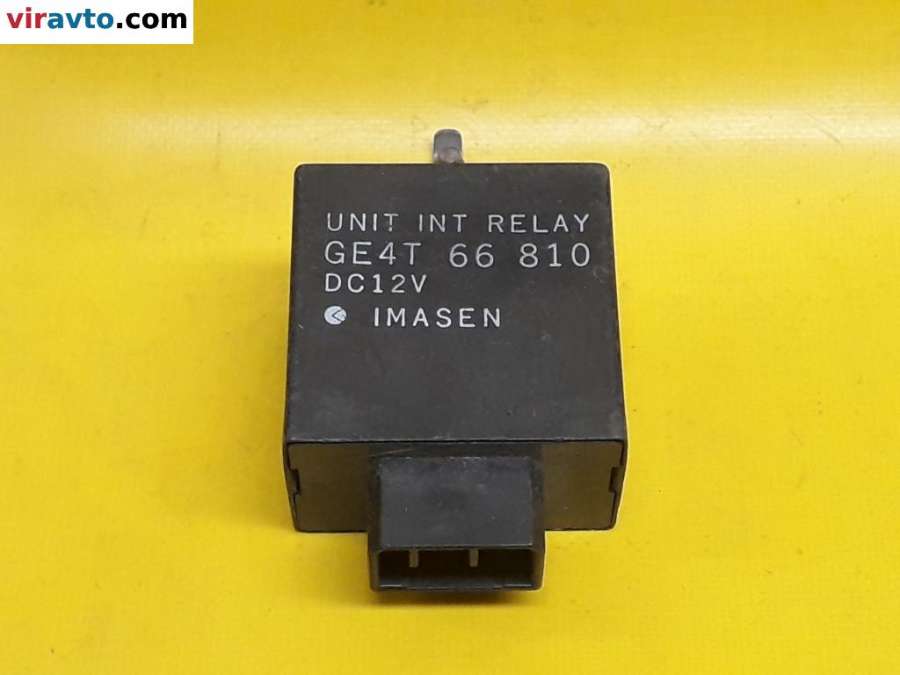 viravto.com
UNIT INT RELAY
GE4T 66 810
DC12V
IMASEN